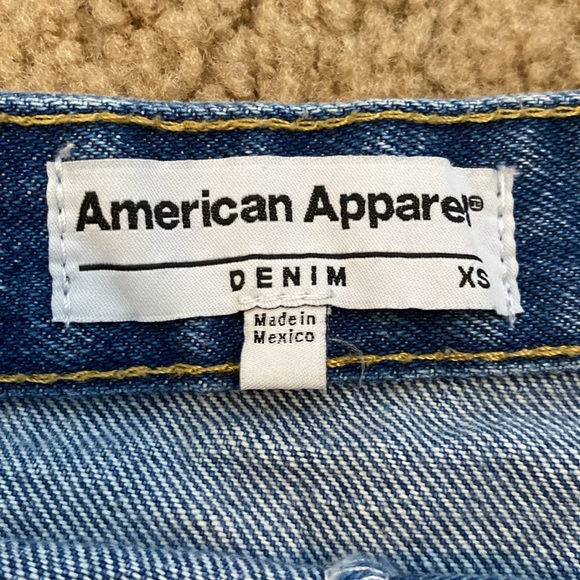 American Apparel
DENIM XS
Made in
Mexico